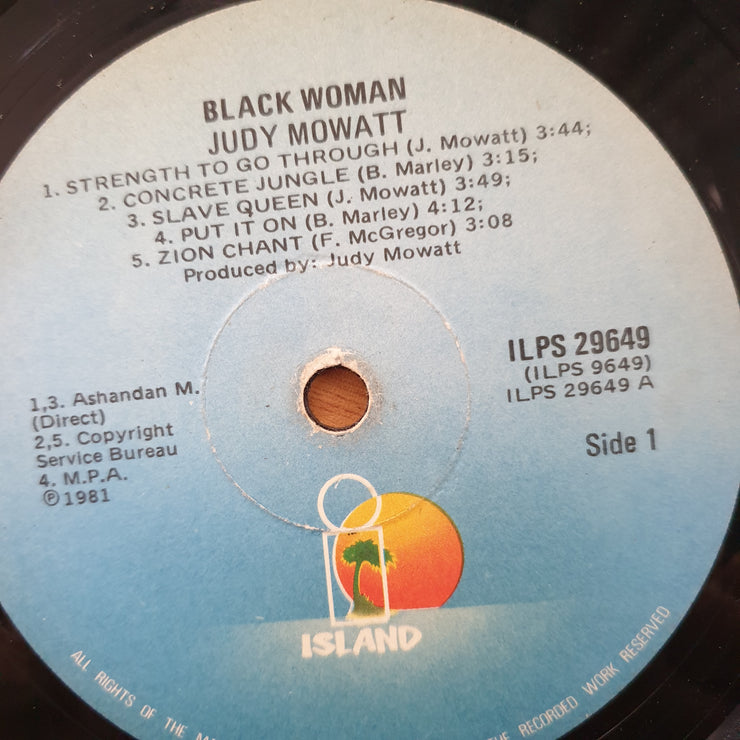 BLACK WOMAN
JUDY MOWATT
1. STRENGTH TO GO THROUGH (J. Mowatt) 3:44;
2. CONCRETE JUNGLE (B. Marley) 3:15;
3. SLAVE QUEEN (J. Mowatt) 3:49;
4. PUT IT ON (B. Marley) 4:12;
5. ZION CHANT (F. McGregor) 3:08
Produced by: Judy Mowatt
ILPS 29649
(ILPS 9649)
ILPS 29649 A
Side 1
1,3. Ashandan M.
(Direct)
2,5. Copyright
Service Bureau
4. M.P.A.
℗1981
ISLAND
ALL RIGHTS OF THE
RECORDED WORK RESERVED